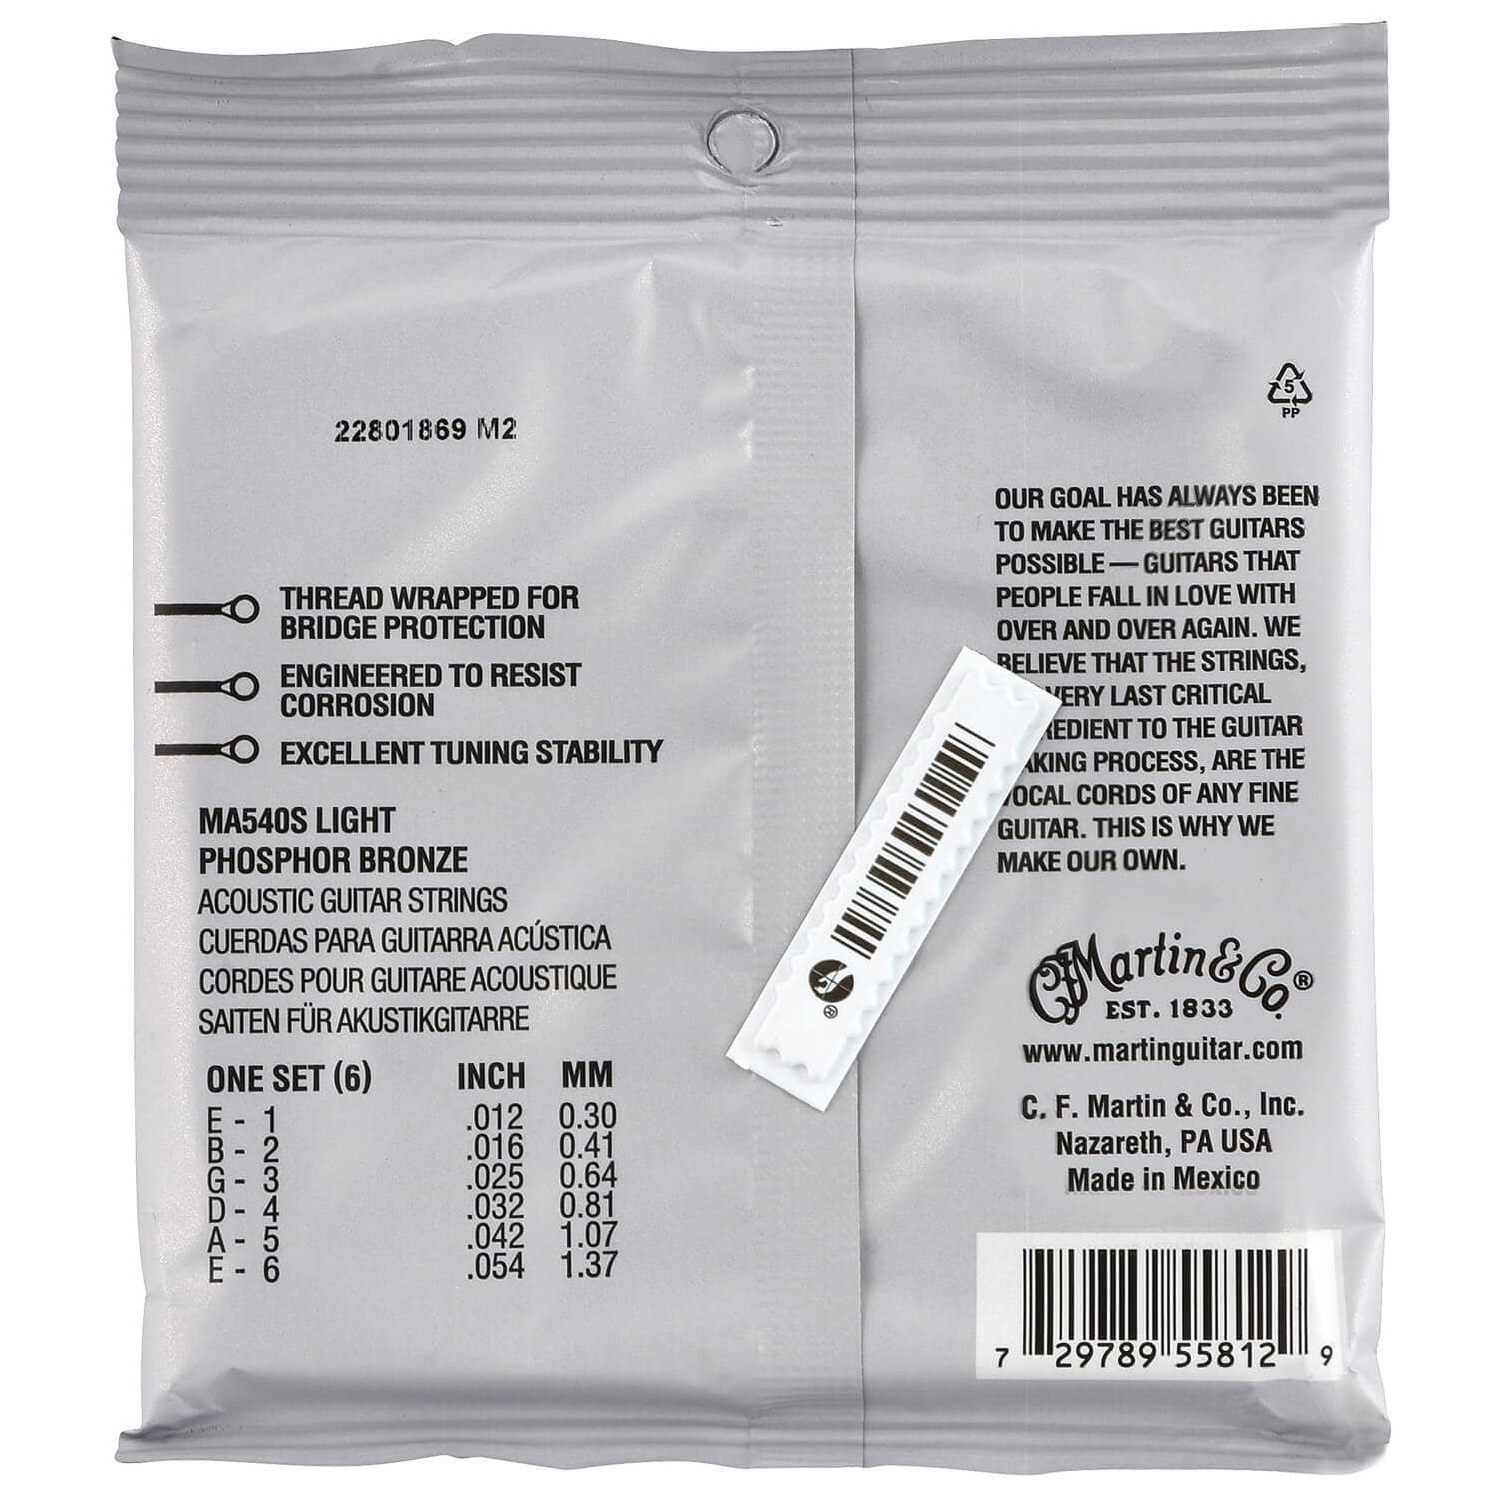 22801869 M2
THREAD WRAPPED FOR
BRIDGE PROTECTION
ENGINEERED TO RESIST
CORROSION
EXCELLENT TUNING STABILITY
MA540S LIGHT
PHOSPHOR BRONZE
ACOUSTIC GUITAR STRINGS
CUERDAS PARA GUITARRA ACÚSTICA
CORDES POUR GUITARE ACOUSTIQUE
SAITEN FÜR AKUSTIKGITARRE
ONE SET (6) INCH MM
E - 1 .012 0.30
B - 2 .016 0.41
G - 3 .025 0.64
D - 4 .032 0.81
A - 5 .042 1.07
E - 6 .054 1.37
5
PP
OUR GOAL HAS ALWAYS BEEN
TO MAKE THE BEST GUITARS
POSSIBLE — GUITARS THAT
PEOPLE FALL IN LOVE WITH
OVER AND OVER AGAIN. WE
BELIEVE THAT THE STRINGS,
VERY LAST CRITICAL
REDIENT TO THE GUITAR
AKING PROCESS, ARE THE
VOCAL CORDS OF ANY FINE
GUITAR. THIS IS WHY WE
MAKE OUR OWN.
CF Martin & Co.®
EST. 1833
www.martinguitar.com
C. F. Martin & Co., Inc.
Nazareth, PA USA
Made in Mexico
7 29789 55812 9
®